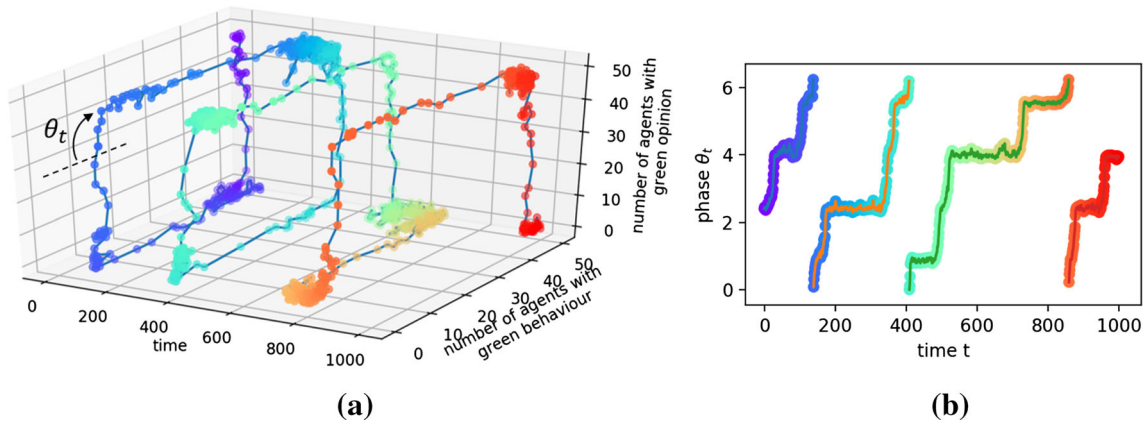 θt
0
200
400
600
800
1000
time
0
10
20
30
40
50
number of agents with
green behaviour
0
10
20
30
40
50
number of agents with
green opinion
(a)
6
4
2
0
phase θt
0
200
400
600
800
1000
time t
(b)